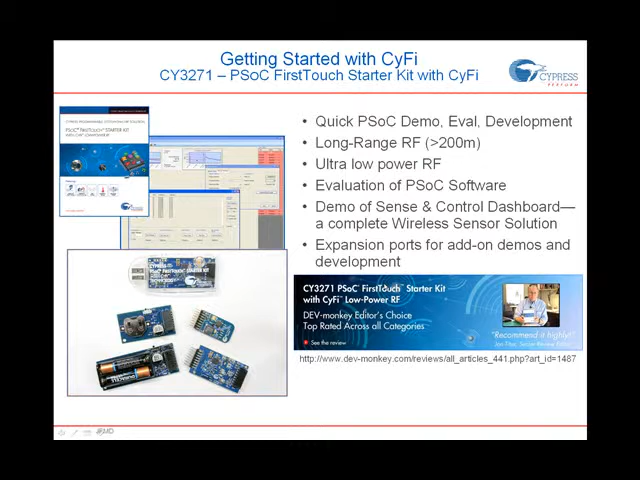 Getting Started with CyFi
CY3271 – PSoC FirstTouch Starter Kit with CyFi
CYPRESS
PERFORM
• Quick PSoC Demo, Eval, Development
• Long-Range RF (>200m)
• Ultra low power RF
• Evaluation of PSoC Software
• Demo of Sense & Control Dashboard—
a complete Wireless Sensor Solution
• Expansion ports for add-on demos and
development
CY3271 PSoC® FirstTouch™ Starter Kit
with CyFi™ Low-Power RF
DEV-monkey Editor's Choice
Top Rated Across all Categories
See the review
"Recommend it highly!"
http://www.dev-monkey.com/reviews/all_articles_441.php?art_id=1487